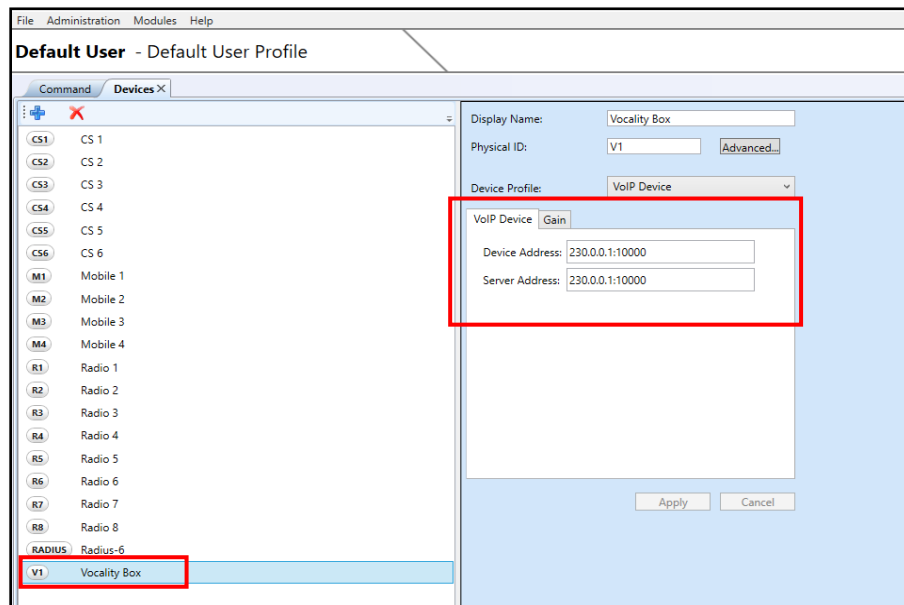 File Administration Modules Help
Default User - Default User Profile
Command Devices
CS1 CS 1
CS2 CS 2
CS3 CS 3
CS4 CS 4
CS5 CS 5
CS6 CS 6
M1 Mobile 1
M2 Mobile 2
M3 Mobile 3
M4 Mobile 4
R1 Radio 1
R2 Radio 2
R3 Radio 3
R4 Radio 4
R5 Radio 5
R6 Radio 6
R7 Radio 7
R8 Radio 8
RADIUS Radius-6
V1 Vocality Box
Display Name: Vocality Box
Physical ID: V1 Advanced...
Device Profile: VoIP Device
VoIP Device Gain
Device Address: 230.0.0.1:10000
Server Address: 230.0.0.1:10000
Apply Cancel